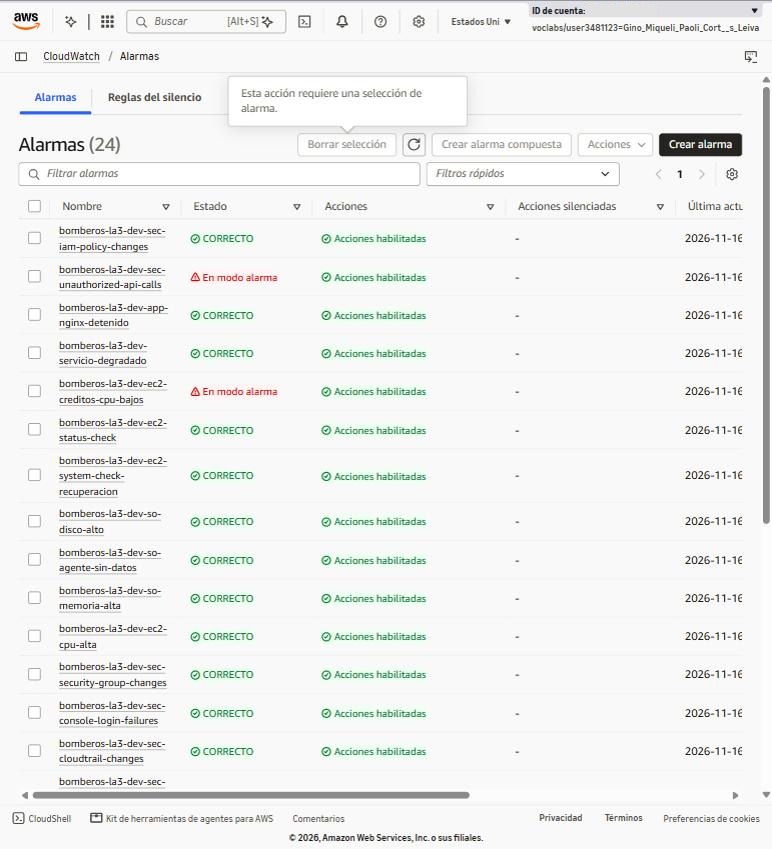 aws
Buscar
[Alt+S]
Estados Uni
ID de cuenta:
voclabs/user3481123=Gino_Miqueli_Paoli_Cort__s_Leiva
CloudWatch
Alarmas
Alarmas
Reglas del silencio
Esta acción requiere una selección de
alarma.
Alarmas (24)
Borrar selección
Crear alarma compuesta
Acciones
Crear alarma
Filtrar alarmas
Filtros rápidos
1
Nombre
Estado
Acciones
Acciones silenciadas
Última actu
bomberos-la3-dev-sec-
iam-policy-changes
CORRECTO
Acciones habilitadas
-
2026-11-16
bomberos-la3-dev-sec-
unauthorized-api-calls
En modo alarma
Acciones habilitadas
-
2026-11-16
bomberos-la3-dev-app-
nginx-detenido
CORRECTO
Acciones habilitadas
-
2026-11-16
bomberos-la3-dev-
servicio-degradado
CORRECTO
Acciones habilitadas
-
2026-11-16
bomberos-la3-dev-ec2-
creditos-cpu-bajos
En modo alarma
Acciones habilitadas
-
2026-11-16
bomberos-la3-dev-ec2-
status-check
CORRECTO
Acciones habilitadas
-
2026-11-16
bomberos-la3-dev-ec2-
system-check-
recuperacion
CORRECTO
Acciones habilitadas
-
2026-11-16
bomberos-la3-dev-so-
disco-alto
CORRECTO
Acciones habilitadas
-
2026-11-16
bomberos-la3-dev-so-
agente-sin-datos
CORRECTO
Acciones habilitadas
-
2026-11-16
bomberos-la3-dev-so-
memoria-alta
CORRECTO
Acciones habilitadas
-
2026-11-16
bomberos-la3-dev-ec2-
cpu-alta
CORRECTO
Acciones habilitadas
-
2026-11-16
bomberos-la3-dev-sec-
security-group-changes
CORRECTO
Acciones habilitadas
-
2026-11-16
bomberos-la3-dev-sec-
console-login-failures
CORRECTO
Acciones habilitadas
-
2026-11-16
bomberos-la3-dev-sec-
cloudtrail-changes
CORRECTO
Acciones habilitadas
-
2026-11-16
bomberos-la3-dev-sec-
CloudShell
Kit de herramientas de agentes para AWS
Comentarios
Privacidad
Términos
Preferencias de cookies
© 2026, Amazon Web Services, Inc. o sus filiales.